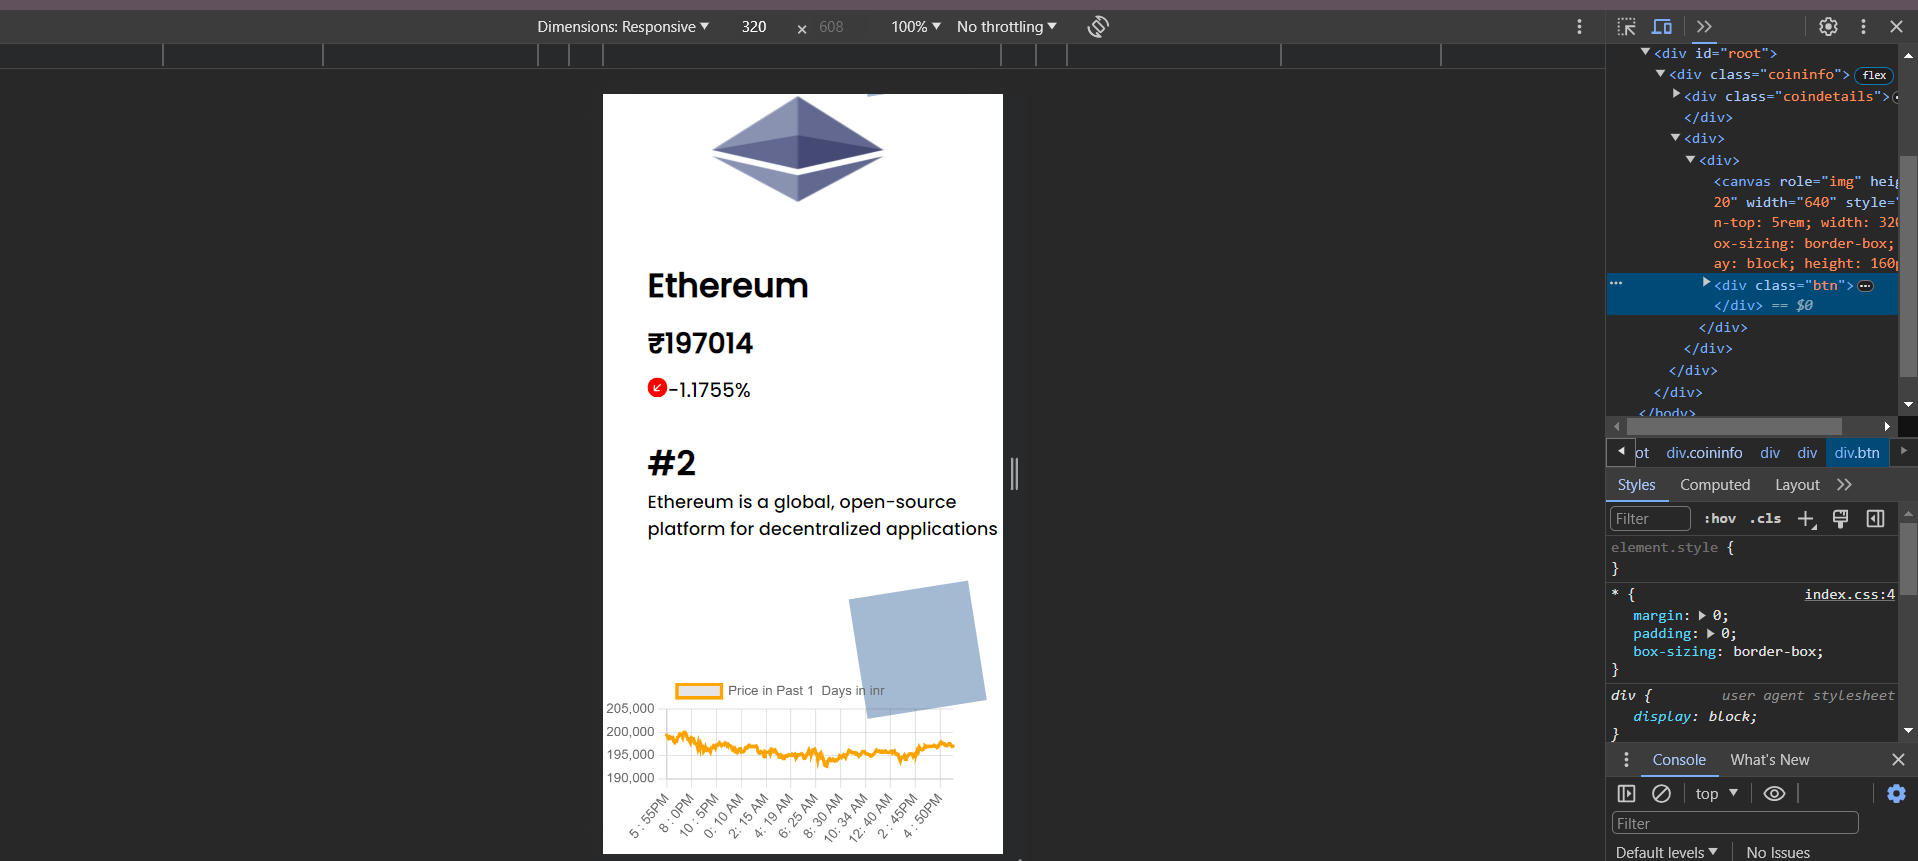 Dimensions: Responsive ▼ 320 × 608 100% ▼ No throttling ▼
<div id="root">
<div class="coininfo"> flex
<div class="coindetails">
</div>
<div>
<div>
<canvas role="img" heig
20" width="640" style="
n-top: 5rem; width: 320
ox-sizing: border-box;
ay: block; height: 160p
<div class="btn">
</div> == $0
</div>
</div>
</div>
</div>
</body>
ot div.coininfo div div div.btn
Styles Computed Layout
Filter :hov .cls
element.style {
}
* { index.css:4
margin: 0;
padding: 0;
box-sizing: border-box;
}
div { user agent stylesheet
display: block;
}
Console What's New
top ▼
Filter
Default levels ▼ No Issues
Ethereum
₹197014
-1.1755%
#2
Ethereum is a global, open-source
platform for decentralized applications
Price in Past 1 Days in inr
205,000
200,000
195,000
190,000
5 : 55PM 8 : 0PM 10 : 5PM 0: 10 AM 2: 15 AM 4: 19 AM 6: 25 AM 8: 30 AM 10: 34 AM 12: 40 AM 2 : 45PM 4 : 50PM